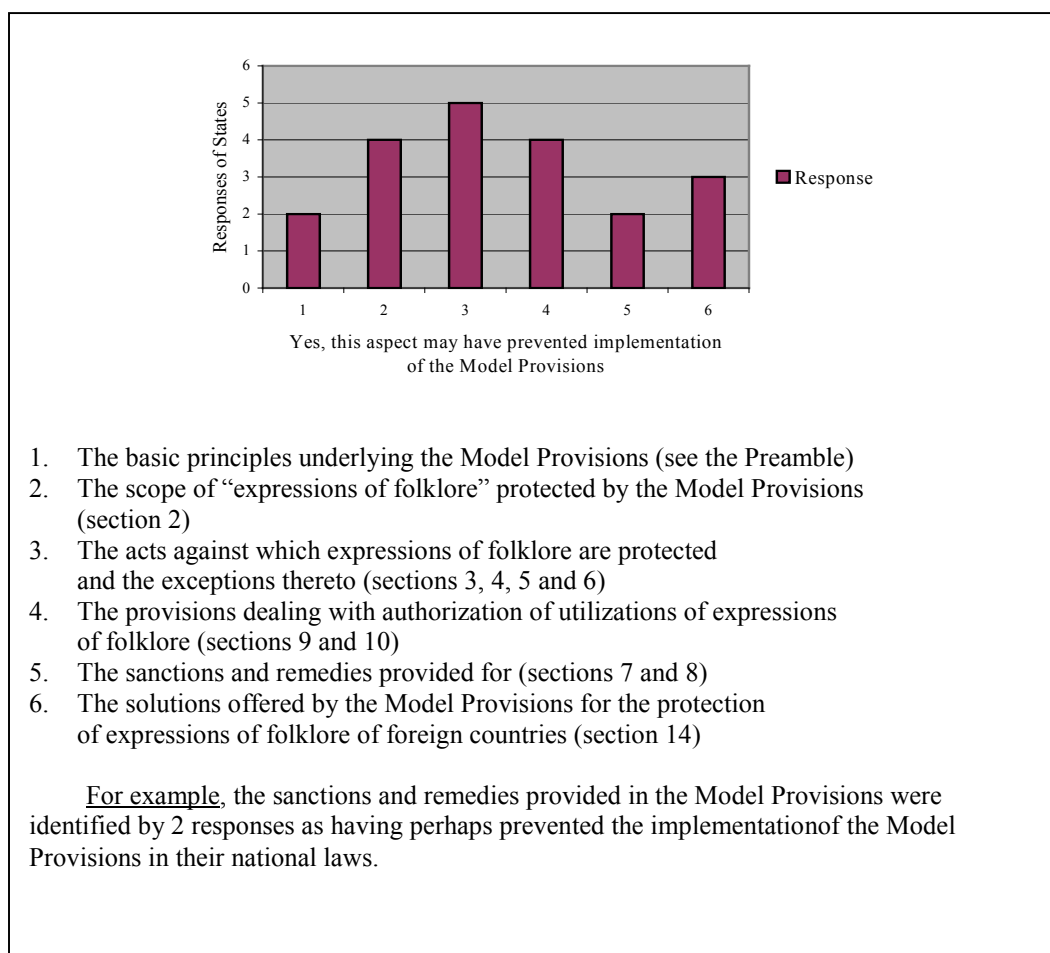 6
5
4
3
2
1
0
Responses of States
1 2 3 4 5 6
Response
Yes, this aspect may have prevented implementation
of the Model Provisions
1. The basic principles underlying the Model Provisions (see the Preamble)
2. The scope of “expressions of folklore” protected by the Model Provisions
(section 2)
3. The acts against which expressions of folklore are protected
and the exceptions thereto (sections 3, 4, 5 and 6)
4. The provisions dealing with authorization of utilizations of expressions
of folklore (sections 9 and 10)
5. The sanctions and remedies provided for (sections 7 and 8)
6. The solutions offered by the Model Provisions for the protection
of expressions of folklore of foreign countries (section 14)
For example, the sanctions and remedies provided in the Model Provisions were
identified by 2 responses as having perhaps prevented the implementationof the Model
Provisions in their national laws.